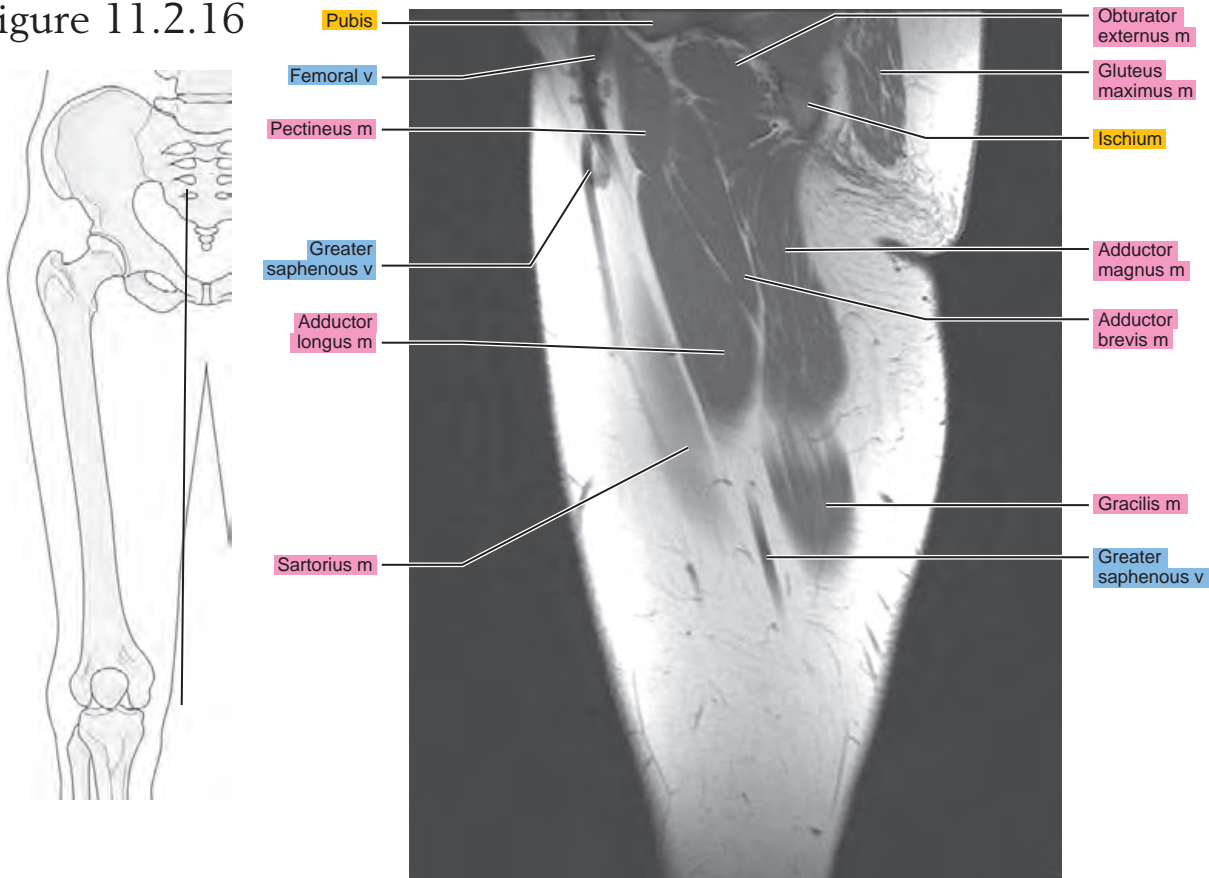 igure 11.2.16
Pubis
Femoral v
Pectineus m
Greater
saphenous v
Adductor
longus m
Sartorius m
Obturator
externus m
Gluteus
maximus m
Ischium
Adductor
magnus m
Adductor
brevis m
Gracilis m
Greater
saphenous v